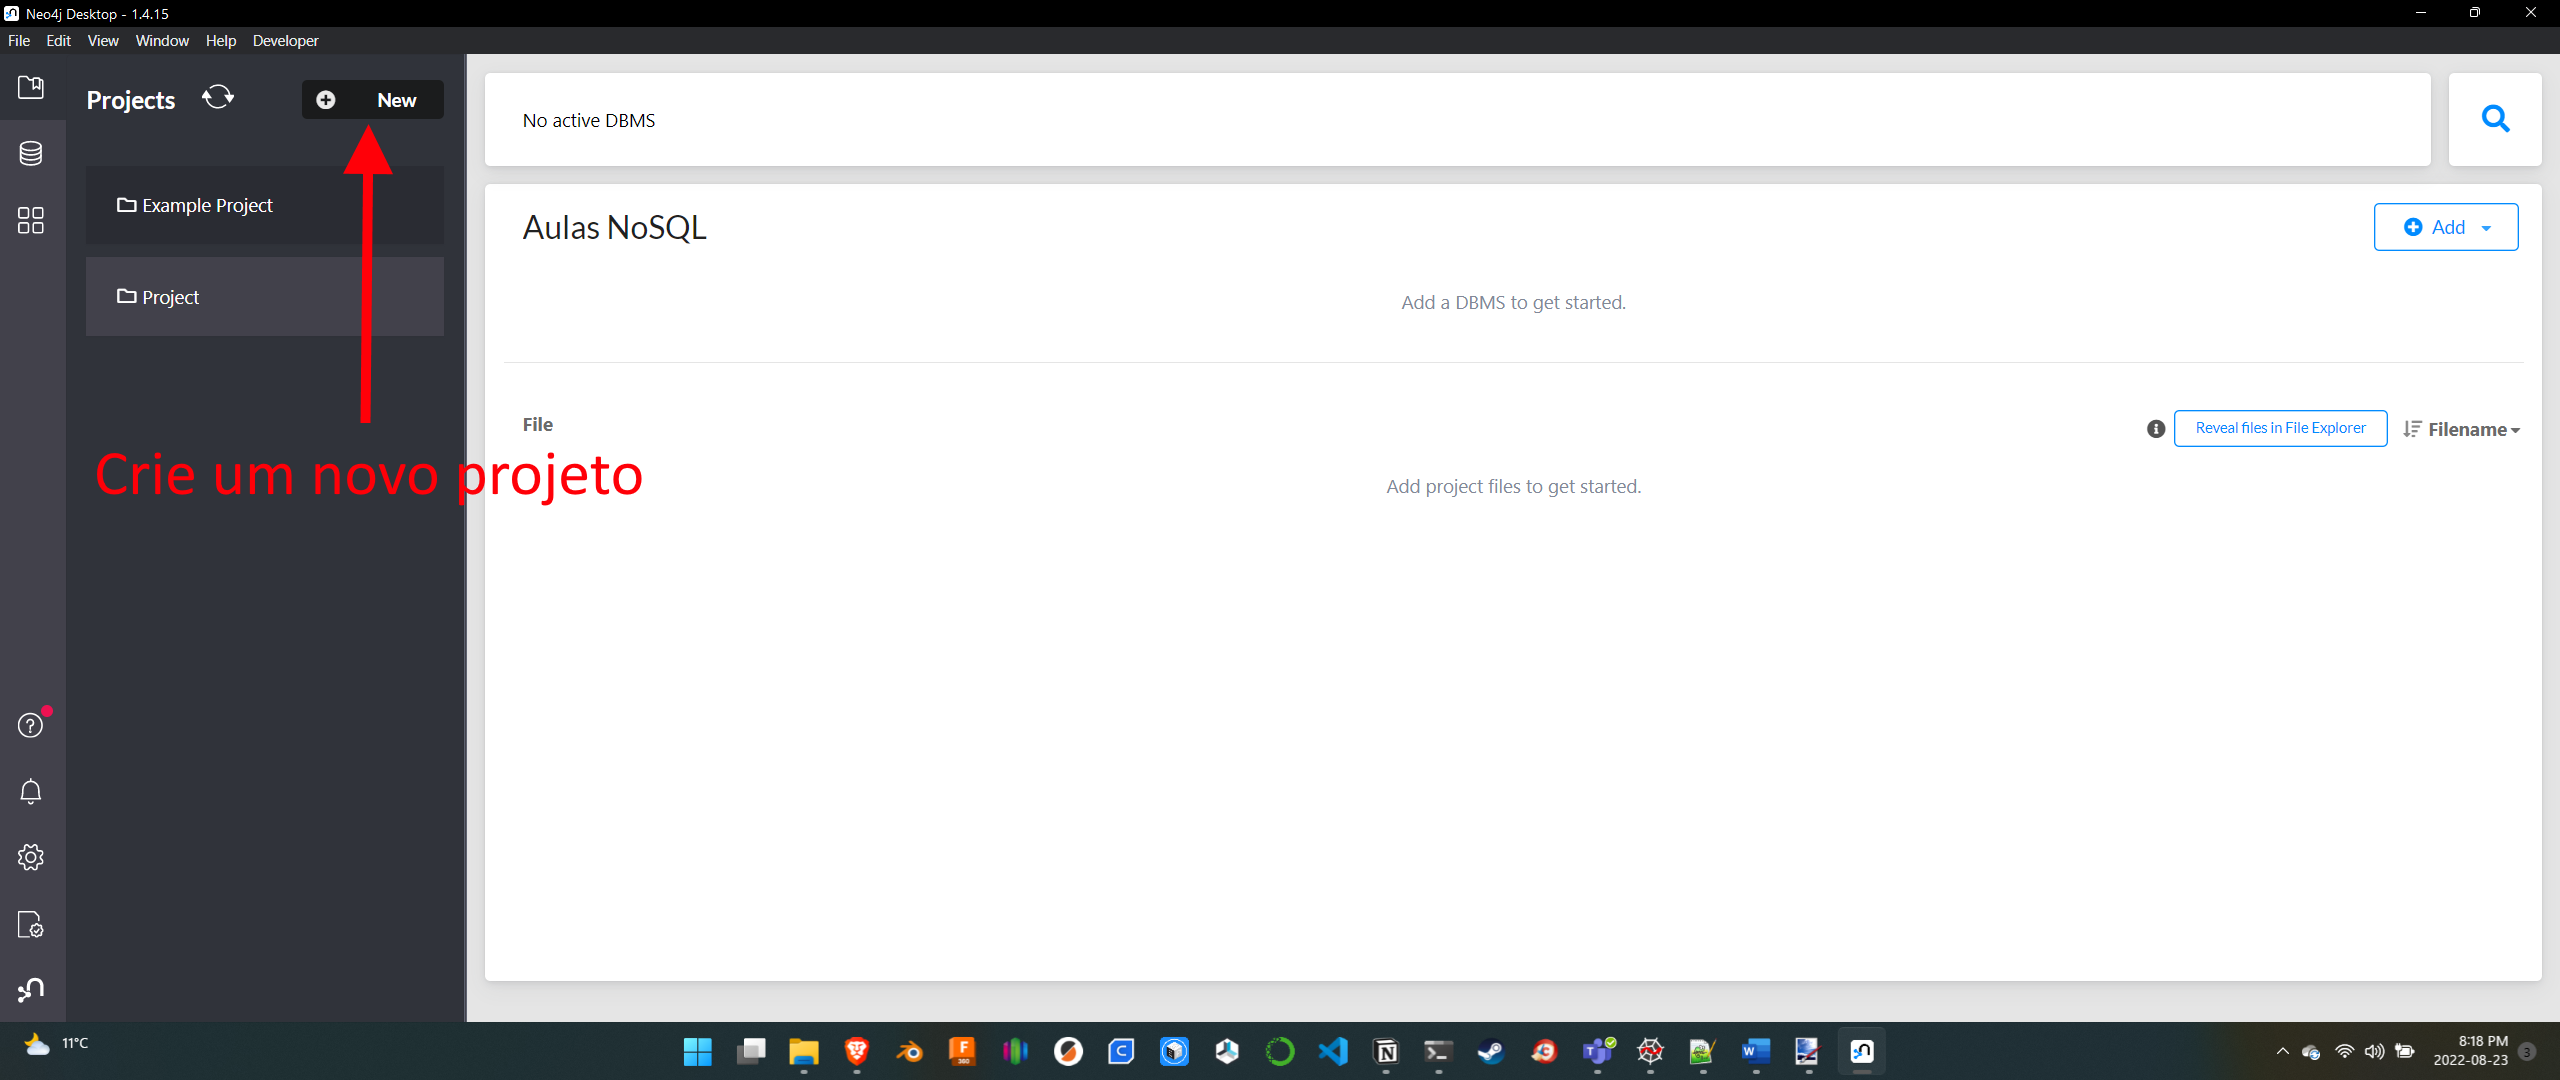 Neo4j Desktop - 1.4.15
File Edit View Window Help Developer
Projects
New
Example Project
Project
No active DBMS
Aulas NoSQL
Add
Add a DBMS to get started.
File
Reveal files in File Explorer
Filename
Crie um novo projeto
Add project files to get started.
11°C
8:18 PM
2022-08-23
3